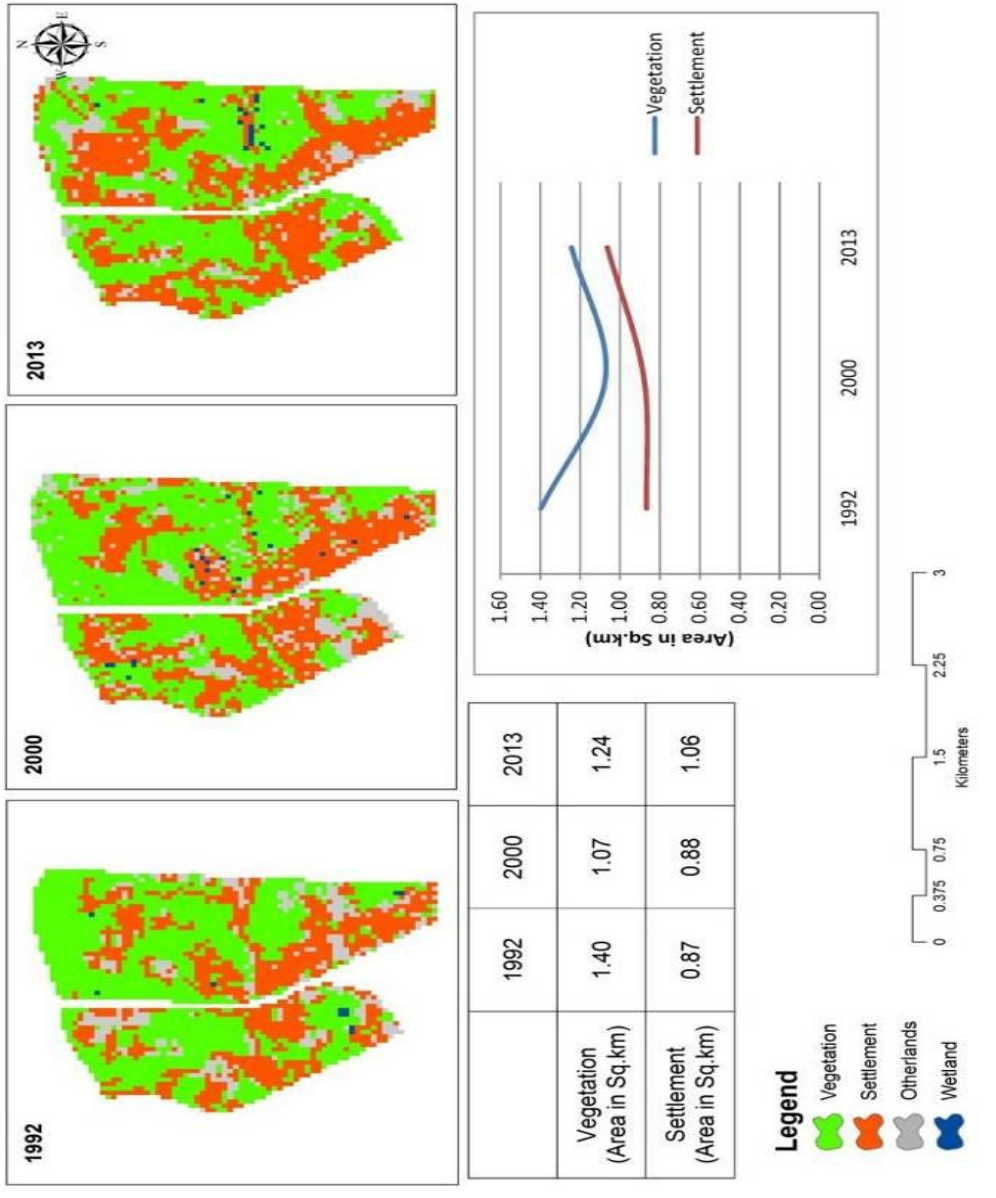 1992
2000
2013
N
E
S
W
1992
2000
2013
Vegetation
(Area in Sq.km)
1.40
1.07
1.24
Settlement
(Area in Sq.km)
0.87
0.88
1.06
1.60
1.40
1.20
1.00
0.80
0.60
0.40
0.20
0.00
(Area in Sq.km)
1992
2000
2013
Vegetation
Settlement
Legend
Vegetation
Settlement
Otherlands
Wetland
0
0.375
0.75
1.5
2.25
3
Kilometers